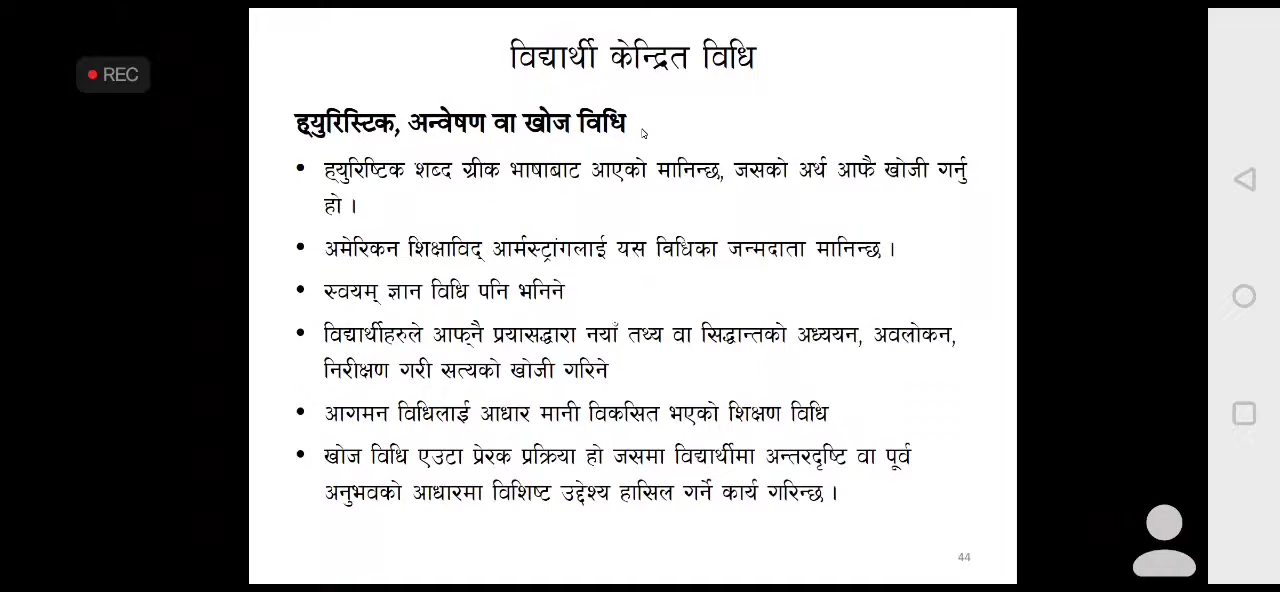 REC
विद्यार्थी केन्द्रित विधि
ह्युरिस्टिक, अन्वेषण वा खोज विधि
• ह्युरिष्टिक शब्द ग्रीक भाषाबाट आएको मानिन्छ, जसको अर्थ आफै खोजी गर्नु
हो ।
• अमेरिकन शिक्षाविद् आर्मस्ट्रांगलाई यस विधिका जन्मदाता मानिन्छ ।
• स्वयम् ज्ञान विधि पनि भनिने
• विद्यार्थीहरुले आफ्नै प्रयासद्धारा नयाँ तथ्य वा सिद्धान्तको अध्ययन, अवलोकन,
निरीक्षण गरी सत्यको खोजी गरिने
• आगमन विधिलाई आधार मानी विकसित भएको शिक्षण विधि
• खोज विधि एउटा प्रेरक प्रक्रिया हो जसमा विद्यार्थीमा अन्तरदृष्टि वा पूर्व
अनुभवको आधारमा विशिष्ट उद्देश्य हासिल गर्ने कार्य गरिन्छ ।
44